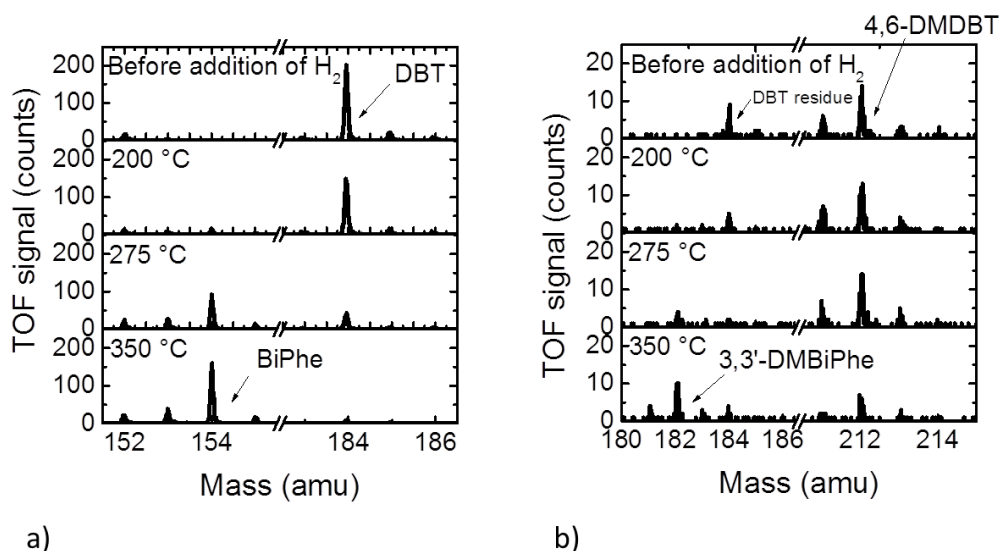 Before addition of H2
DBT
200
100
0
200 °C
200
100
0
275 °C
200
100
0
350 °C
BiPhe
200
100
0
152 154 184 186
Mass (amu)
TOF signal (counts)
a)
4,6-DMDBT
Before addition of H2
DBT residue
20
10
0
200 °C
20
10
0
275 °C
20
10
0
350 °C
3,3'-DMBiPhe
20
10
0
180 182 184 186 212 214
Mass (amu)
TOF signal (counts)
b)